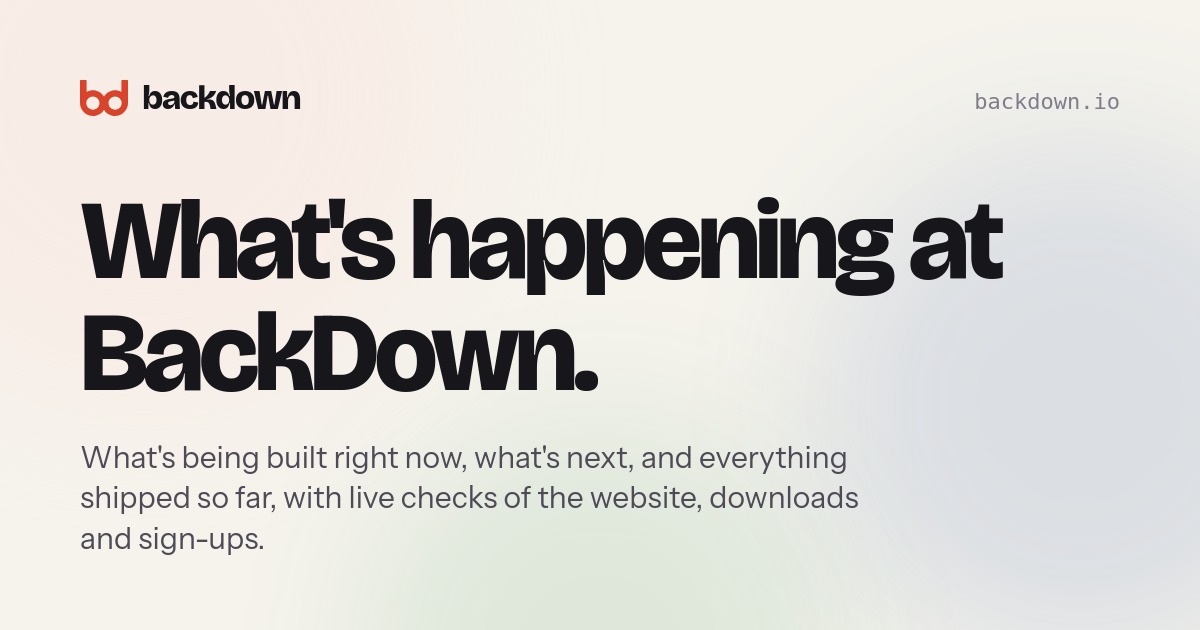 bd backdown
backdown.io
What's happening at
BackDown.
What's being built right now, what's next, and everything
shipped so far, with live checks of the website, downloads
and sign-ups.